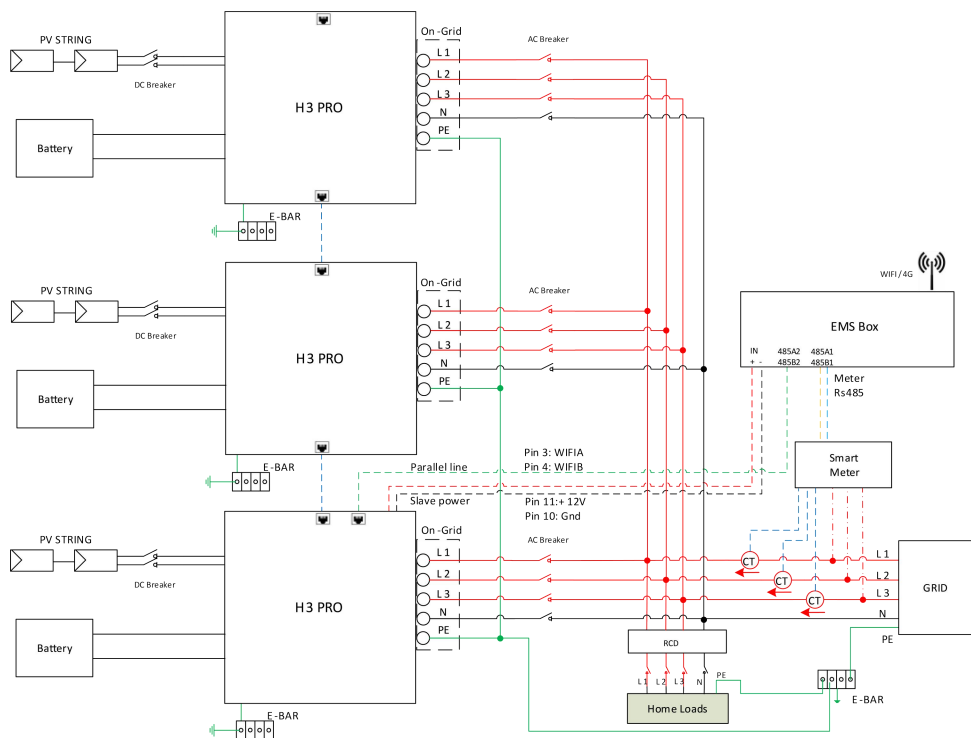 On -Grid
PV STRING
AC Breaker
L 1
L 2
L 3
N
PE
DC Breaker
H3 PRO
Battery
E -BAR
WIFI / 4G
On -Grid
PV STRING
AC Breaker
L 1
L 2
L 3
N
PE
DC Breaker
H3 PRO
Battery
EMS Box
IN
+ -
485A2
485B2
485A1
485B1
Meter
Rs485
E -BAR
Parallel line
Pin 3: WIFIA
Pin 4: WIFIB
Smart
Meter
Slave power
Pin 11:+ 12V
Pin 10: Gnd
On -Grid
PV STRING
AC Breaker
L 1
L 2
L 3
N
PE
DC Breaker
H3 PRO
Battery
CT
CT
CT
L 1
L 2
L 3
N
PE
GRID
RCD
L 1
L 2
L 3
N
PE
Home Loads
E -BAR
E -BAR